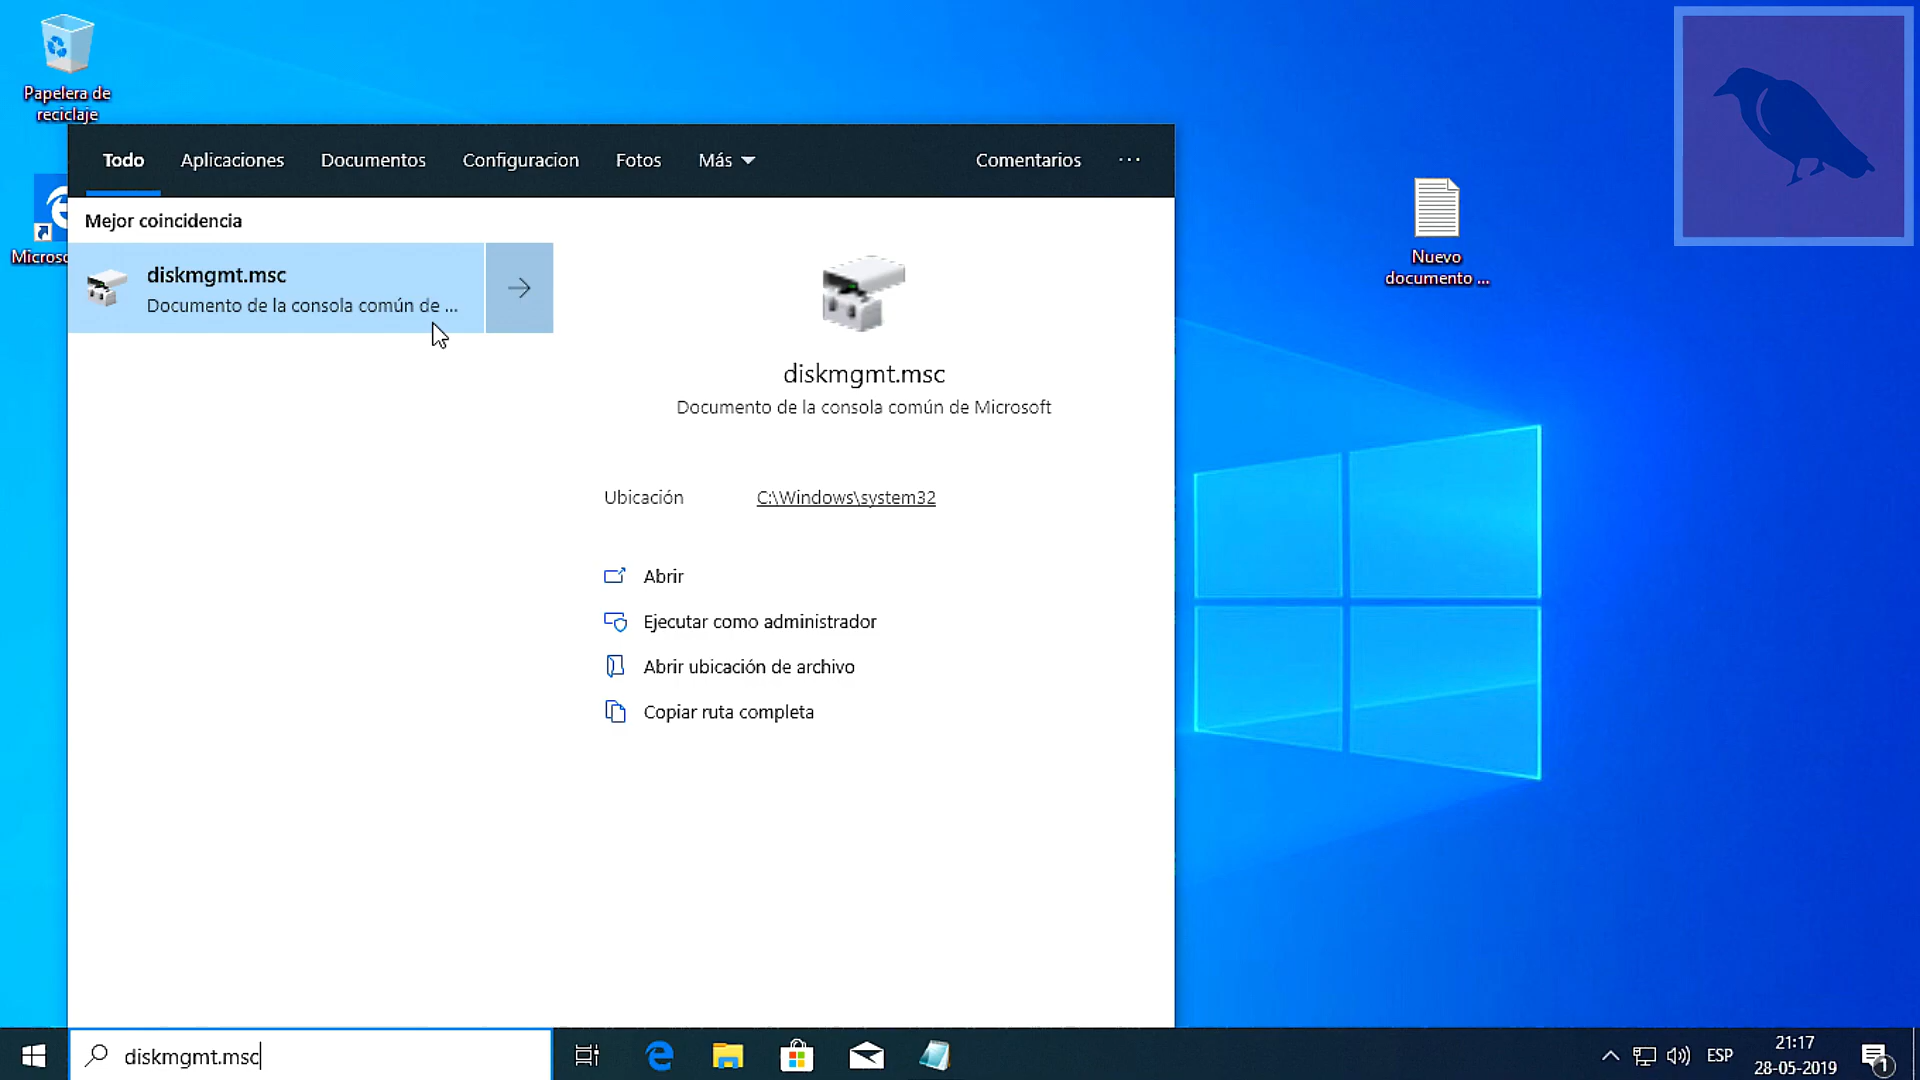 Papelera de
reciclaje
Todo
Aplicaciones
Documentos
Configuracion
Fotos
Más
Comentarios
...
Mejor coincidencia
diskmgmt.msc
Documento de la consola común de ...
diskmgmt.msc
Documento de la consola común de Microsoft
Ubicación
C:\Windows\system32
Abrir
Ejecutar como administrador
Abrir ubicación de archivo
Copiar ruta completa
Nuevo
documento ...
Microso
diskmgmt.msc
ESP
21:17
28-05-2019
1